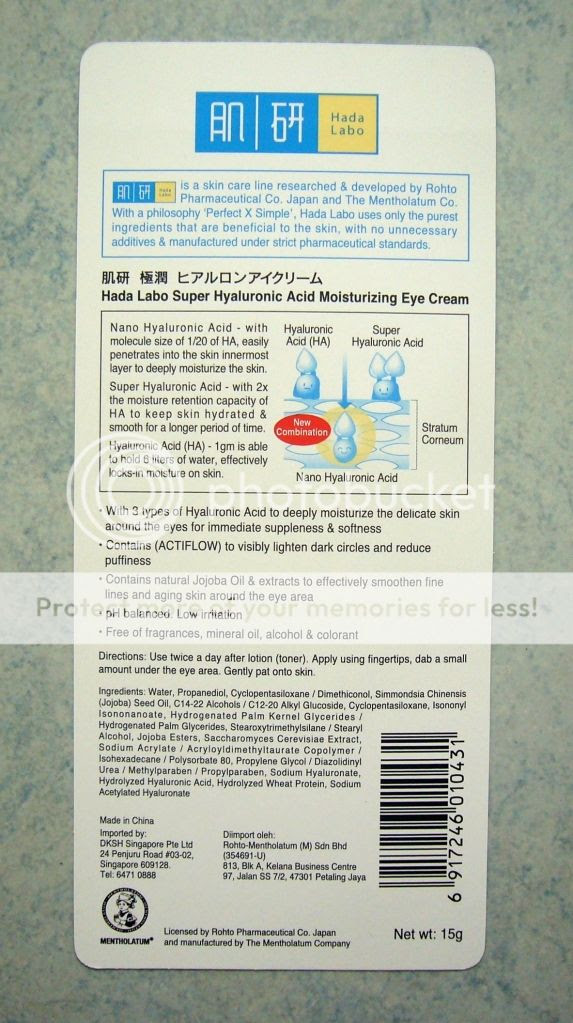 肌研 Hada
Labo
肌研 Hada Labo is a skin care line researched & developed by Rohto
Pharmaceutical Co. Japan and The Mentholatum Co.
With a philosophy 'Perfect X Simple', Hada Labo uses only the purest
ingredients that are beneficial to the skin, with no unnecessary
additives & manufactured under strict pharmaceutical standards.
肌研 極潤 ヒアルロンアイクリーム
Hada Labo Super Hyaluronic Acid Moisturizing Eye Cream
Nano Hyaluronic Acid - with
molecule size of 1/20 of HA, easily
penetrates into the skin innermost
layer to deeply moisturize the skin.
Super Hyaluronic Acid - with 2x
the moisture retention capacity of
HA to keep skin hydrated &
smooth for a longer period of time.
Hyaluronic Acid (HA) - 1gm is able
to hold 6 liters of water, effectively
locks-in moisture on skin.
Hyaluronic
Acid (HA)
Super
Hyaluronic Acid
New
Combination
Stratum
Corneum
Nano Hyaluronic Acid
photobucket
• With 3 types of Hyaluronic Acid to deeply moisturize the delicate skin
around the eyes for immediate suppleness & softness
• Contains (ACTIFLOW) to visibly lighten dark circles and reduce
puffiness
• Contains natural Jojoba Oil & extracts to effectively smoothen fine
lines and aging skin around the eye area
Protect more of your memories for less!
• pH balanced. Low irritation
• Free of fragrances, mineral oil, alcohol & colorant
Directions: Use twice a day after lotion (toner). Apply using fingertips, dab a small
amount under the eye area. Gently pat onto skin.
Ingredients: Water, Propanediol, Cyclopentasiloxane / Dimethiconol, Simmondsia Chinensis
(Jojoba) Seed Oil, C14-22 Alcohols / C12-20 Alkyl Glucoside, Cyclopentasiloxane, Isononyl
Isononanoate, Hydrogenated Palm Kernel Glycerides /
Hydrogenated Palm Glycerides, Stearoxytrimethylsilane / Stearyl
Alcohol, Jojoba Esters, Saccharomyces Cerevisiae Extract,
Sodium Acrylate / Acryloyldimethyltaurate Copolymer /
Isohexadecane / Polysorbate 80, Propylene Glycol / Diazolidinyl
Urea / Methylparaben / Propylparaben, Sodium Hyaluronate,
Hydrolyzed Hyaluronic Acid, Hydrolyzed Wheat Protein, Sodium
Acetylated Hyaluronate
Made in China
Imported by:
DKSH Singapore Pte Ltd
24 Penjuru Road #03-02,
Singapore 609128.
Tel: 6471 0888
Diimport oleh:
Rohto-Mentholatum (M) Sdn Bhd
(354691-U)
813, Blk A, Kelana Business Centre
97, Jalan SS 7/2, 47301 Petaling Jaya
6 917246 010431
MENTHOLATUM®
Licensed by Rohto Pharmaceutical Co. Japan
and manufactured by The Mentholatum Company
Net wt: 15g